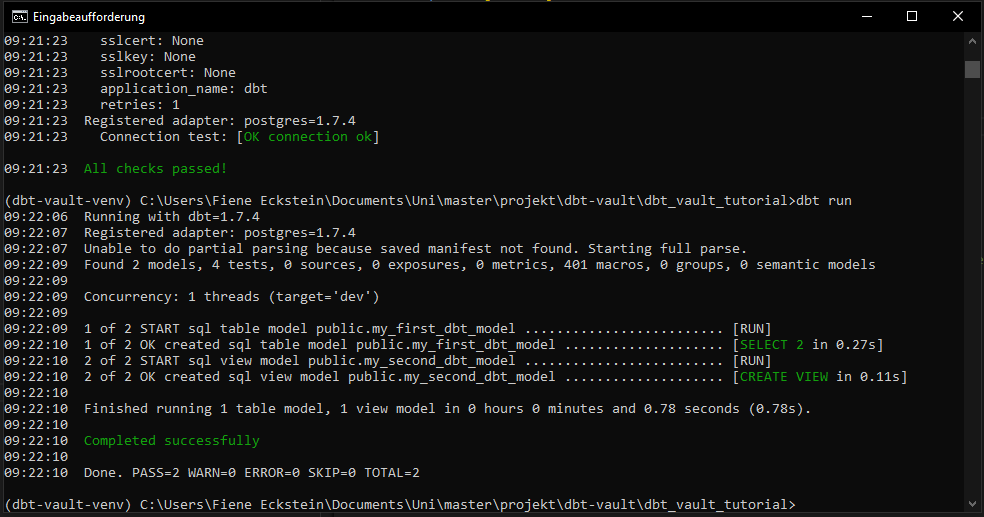 Eingabeaufforderung
09:21:23    sslcert: None
09:21:23    sslkey: None
09:21:23    sslrootcert: None
09:21:23    application_name: dbt
09:21:23    retries: 1
09:21:23  Registered adapter: postgres=1.7.4
09:21:23    Connection test: [OK connection ok]
09:21:23  All checks passed!
(dbt-vault-venv) C:\Users\Fiene Eckstein\Documents\Uni\master\projekt\dbt-vault\dbt_vault_tutorial>dbt run
09:22:06  Running with dbt=1.7.4
09:22:07  Registered adapter: postgres=1.7.4
09:22:07  Unable to do partial parsing because saved manifest not found. Starting full parse.
09:22:09  Found 2 models, 4 tests, 0 sources, 0 exposures, 0 metrics, 401 macros, 0 groups, 0 semantic models
09:22:09
09:22:09  Concurrency: 1 threads (target='dev')
09:22:09
09:22:09  1 of 2 START sql table model public.my_first_dbt_model ......................... [RUN]
09:22:10  1 of 2 OK created sql table model public.my_first_dbt_model .................... [SELECT 2 in 0.27s]
09:22:10  2 of 2 START sql view model public.my_second_dbt_model ......................... [RUN]
09:22:10  2 of 2 OK created sql view model public.my_second_dbt_model .................... [CREATE VIEW in 0.11s]
09:22:10
09:22:10  Finished running 1 table model, 1 view model in 0 hours 0 minutes and 0.78 seconds (0.78s).
09:22:10
09:22:10  Completed successfully
09:22:10
09:22:10  Done. PASS=2 WARN=0 ERROR=0 SKIP=0 TOTAL=2
(dbt-vault-venv) C:\Users\Fiene Eckstein\Documents\Uni\master\projekt\dbt-vault\dbt_vault_tutorial>